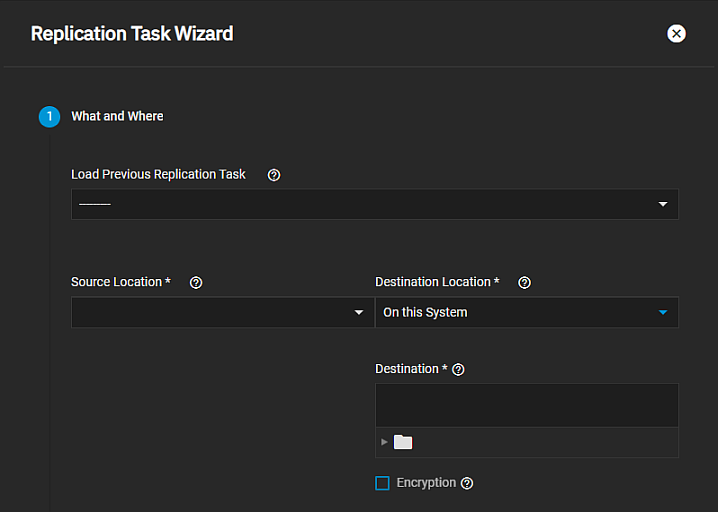 Replication Task Wizard
1 What and Where
Load Previous Replication Task
---------
Source Location * Destination Location *
On this System
Destination *
Encryption